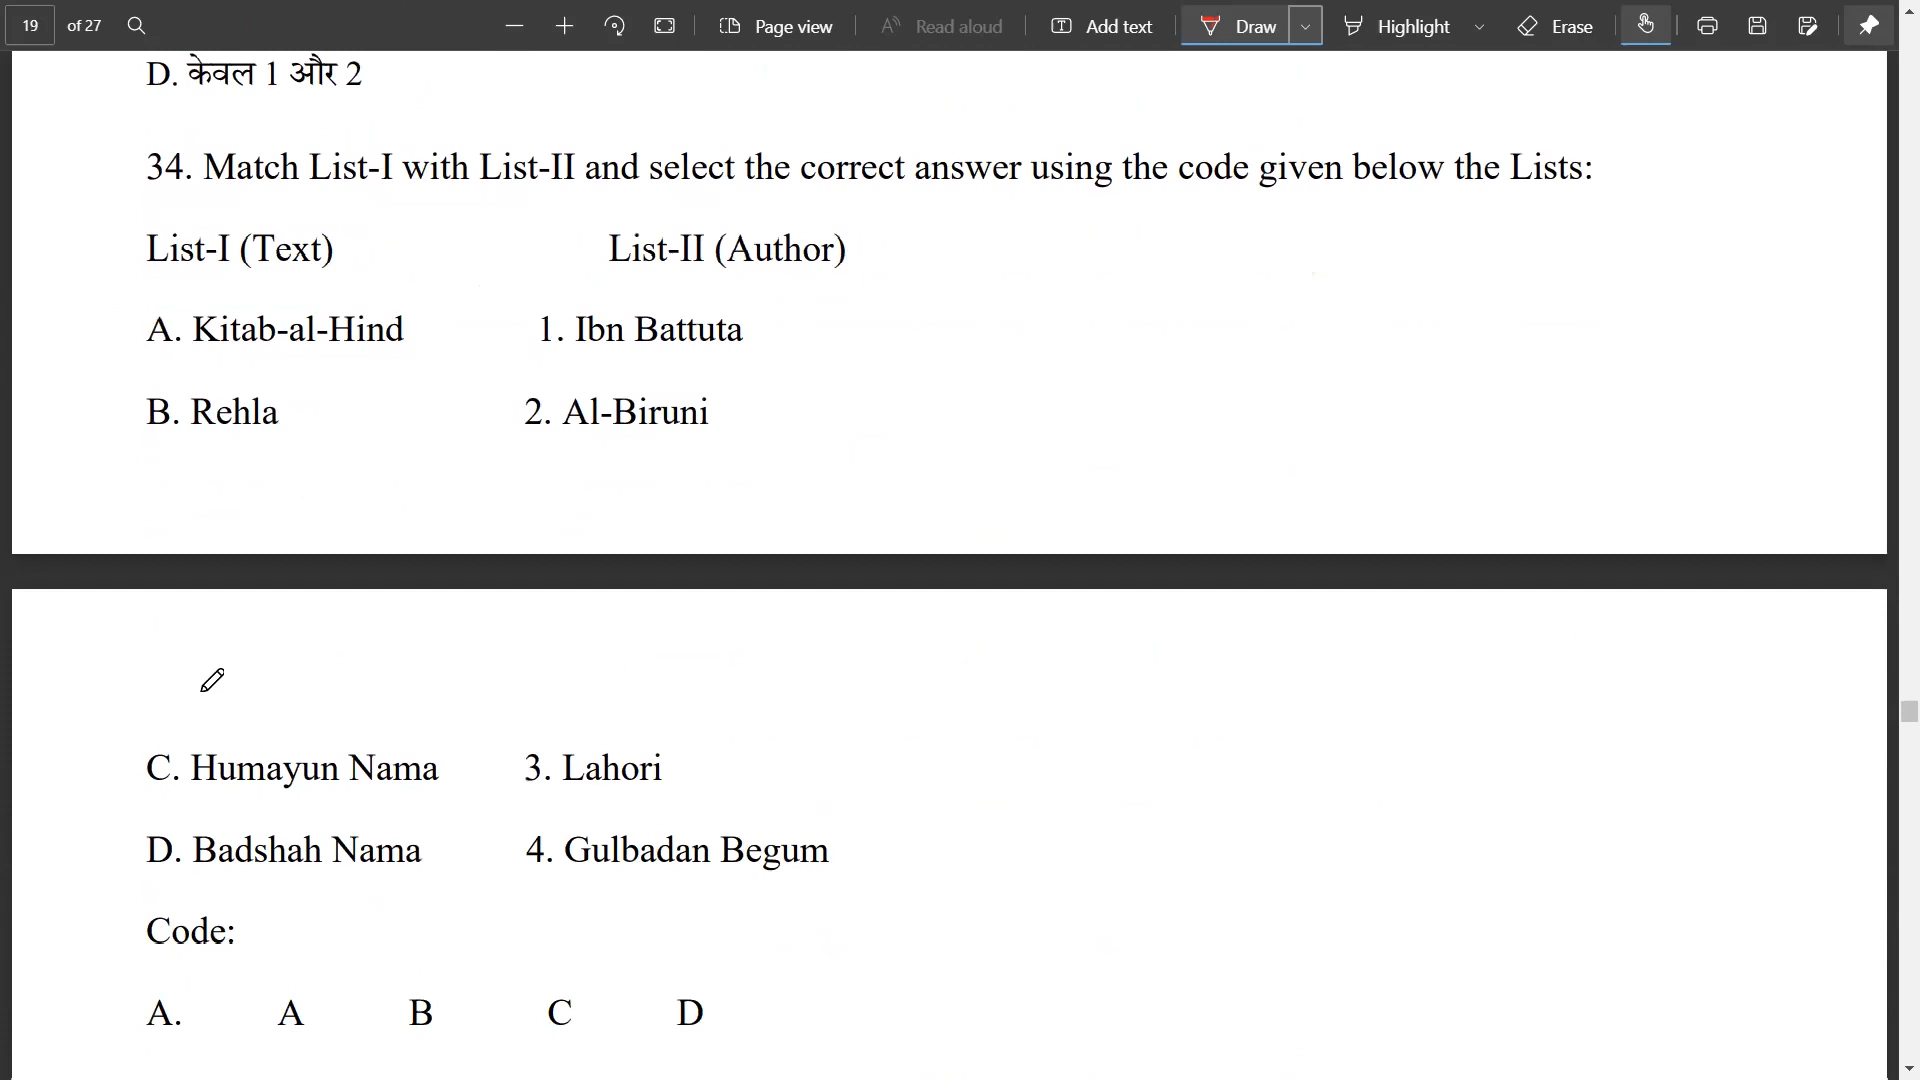 19 of 27 Page view Read aloud Add text Draw Highlight Erase
D. केवल 1 और 2
34. Match List-I with List-II and select the correct answer using the code given below the Lists:
List-I (Text) List-II (Author)
A. Kitab-al-Hind 1. Ibn Battuta
B. Rehla 2. Al-Biruni
C. Humayun Nama 3. Lahori
D. Badshah Nama 4. Gulbadan Begum
Code:
A. A B C D